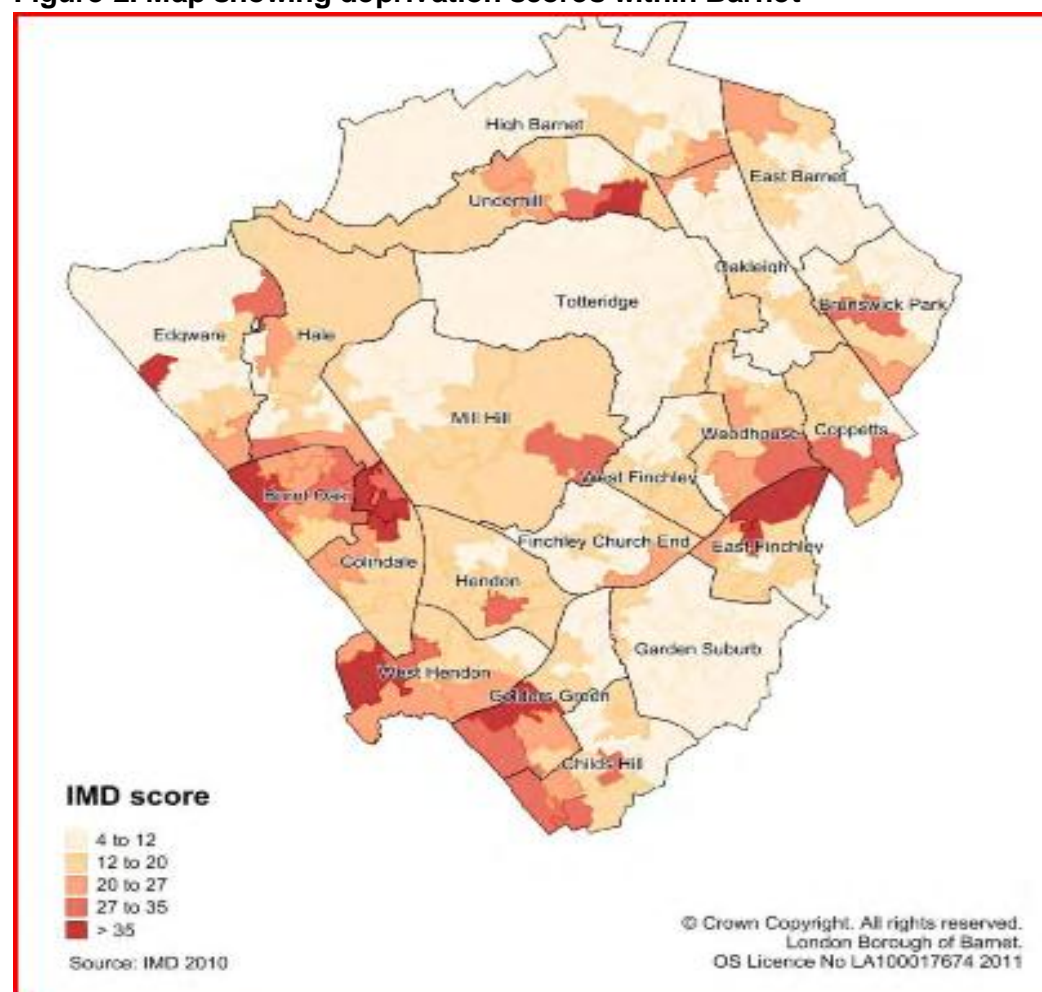 Figure 2: Map showing deprivation scores within Barnet
High Barnet
East Barnet
Underhill
Oakleigh
Totteridge
Brunswick Park
Edgware
Hale
Mill Hill
Woodhouse
Coppetts
West Finchley
Burnt Oak
Finchley Church End
East Finchley
Colindale
Hendon
Garden Suburb
West Hendon
Golders Green
Childs Hill
IMD score
4 to 12
12 to 20
20 to 27
27 to 35
> 35
Source: IMD 2010
© Crown Copyright. All rights reserved.
London Borough of Barnet.
OS Licence No LA100017674 2011